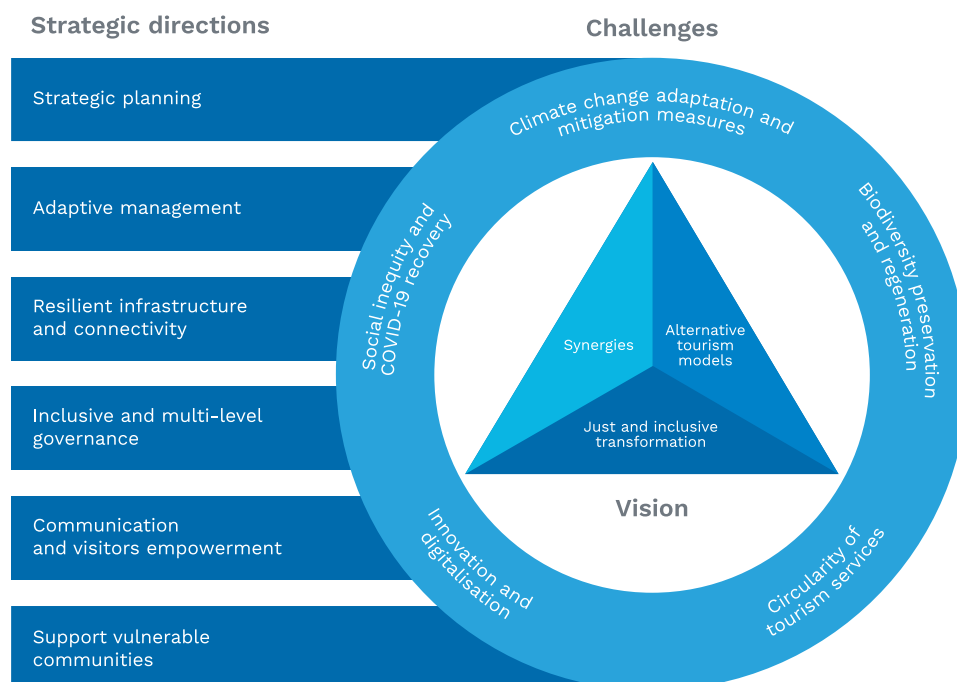 Strategic directions
Strategic planning
Adaptive management
Resilient infrastructure
and connectivity
Inclusive and multi-level
governance
Communication
and visitors empowerment
Support vulnerable
communities
Challenges
Climate change adaptation and
mitigation measures
Biodiversity preservation
and regeneration
Circularity of
tourism services
Innovation and
digitalisation
Social inequity and
COVID-19 recovery
Synergies
Alternative
tourism
models
Just and inclusive
transformation
Vision